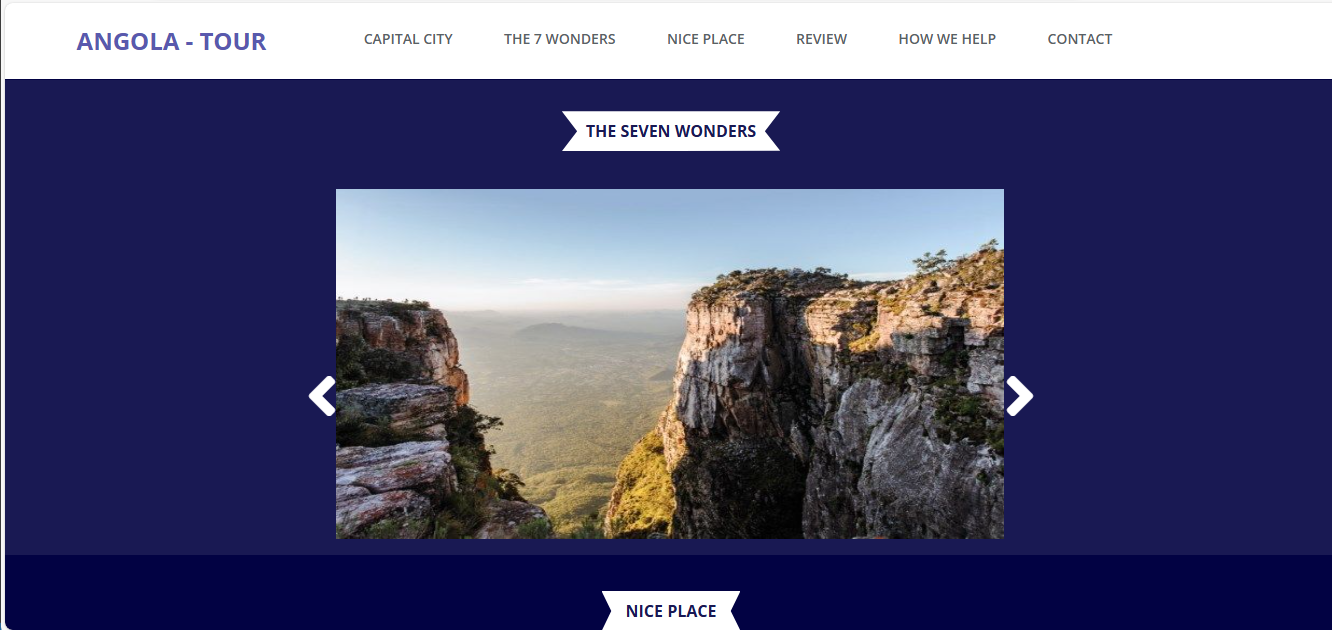 ANGOLA - TOUR
CAPITAL CITY
THE 7 WONDERS
NICE PLACE
REVIEW
HOW WE HELP
CONTACT
THE SEVEN WONDERS
NICE PLACE